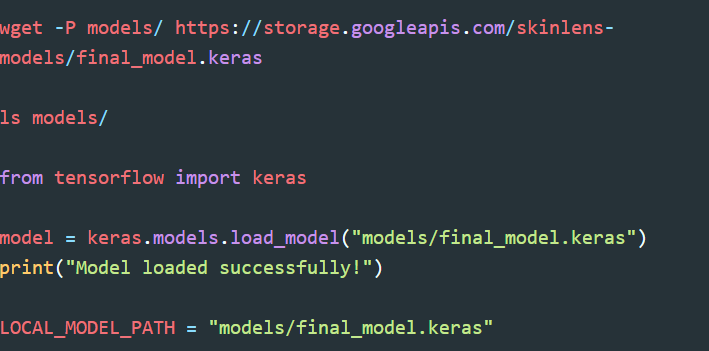 wget -P models/ https://storage.googleapis.com/skinlens-
models/final_model.keras
ls models/
from tensorflow import keras
model = keras.models.load_model("models/final_model.keras")
print("Model loaded successfully!")
LOCAL_MODEL_PATH = "models/final_model.keras"